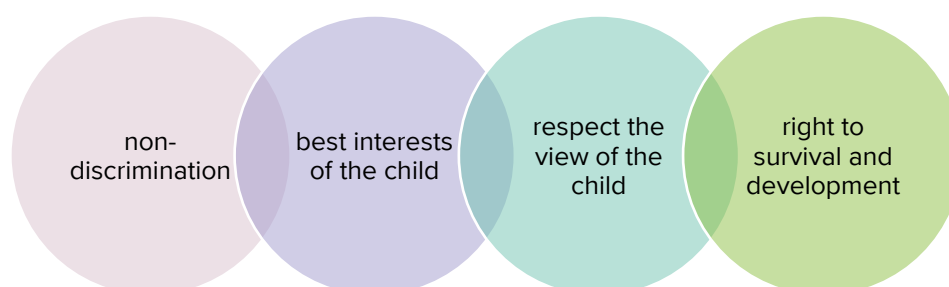 non-
discrimination
best interests
of the child
respect the
view of the
child
right to
survival and
development